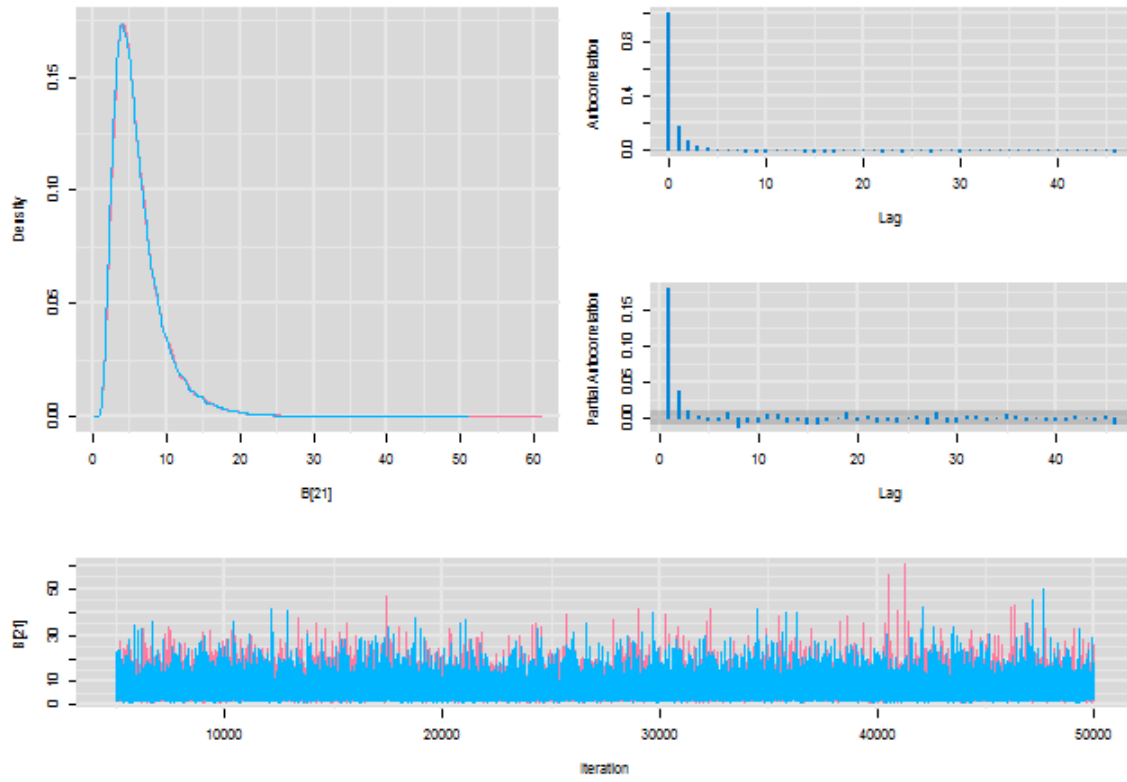 Density
0.00 0.05 0.10 0.15
0 10 20 30 40 50 60
B[21]
Autocorrelation
0.0 0.4 0.8
0 10 20 30 40
Lag
Partial Autocorrelation
0.00 0.05 0.10 0.15
0 10 20 30 40
Lag
B[21]
0 10 30 50
10000 20000 30000 40000 50000
Iteration